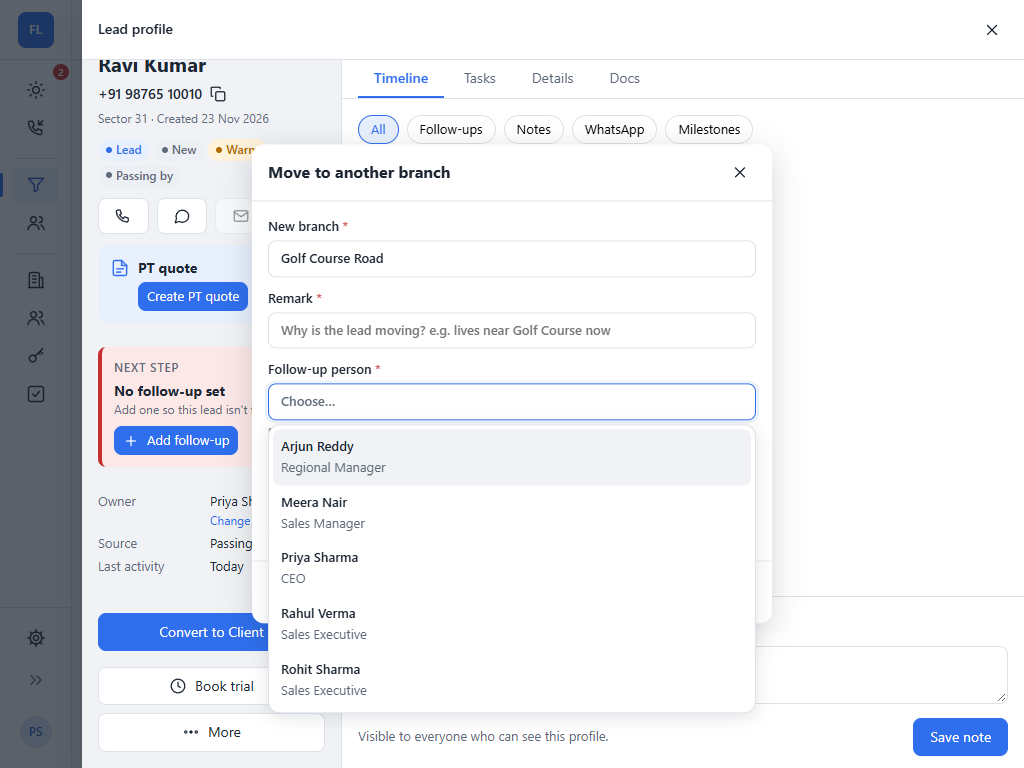 FL
Lead profile
2
Ravi Kumar
+91 98765 10010
Sector 31 · Created 23 Nov 2026
Lead
New
Warm
Passing by
PT quote
Create PT quote
NEXT STEP
No follow-up set
Add one so this lead isn't
Add follow-up
Owner
Priya Sh
Change
Source
Passing
Last activity
Today
Convert to Client
Book trial
More
PS
Timeline
Tasks
Details
Docs
All
Follow-ups
Notes
WhatsApp
Milestones
Move to another branch
New branch *
Golf Course Road
Remark *
Why is the lead moving? e.g. lives near Golf Course now
Follow-up person *
Choose...
Arjun Reddy
Regional Manager
Meera Nair
Sales Manager
Priya Sharma
CEO
Rahul Verma
Sales Executive
Rohit Sharma
Sales Executive
Visible to everyone who can see this profile.
Save note